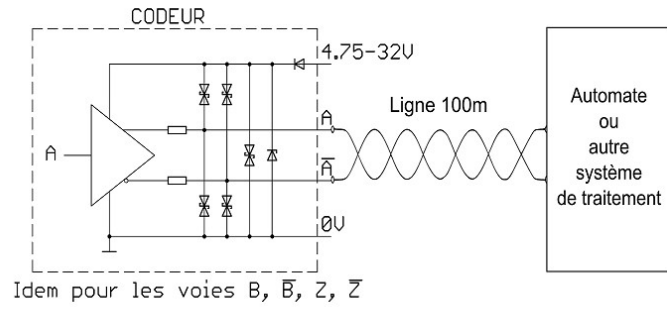 CODEUR
4.75-32V
A
A
Ligne 100m
A̅
0V
Automate
ou
autre
système
de traitement
Idem pour les voies B, B̅, Z, Z̅